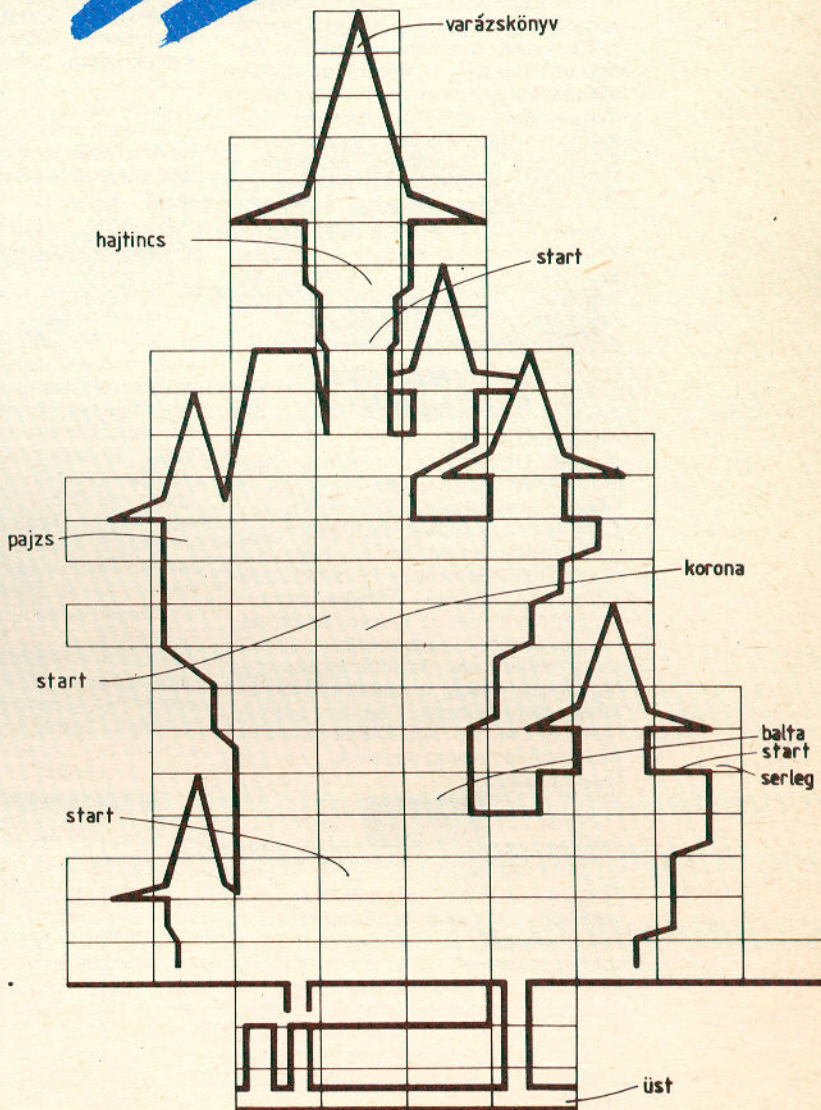 varázskönyv
hajtincs
start
pajzs
korona
start
balta
start
serleg
start
üst